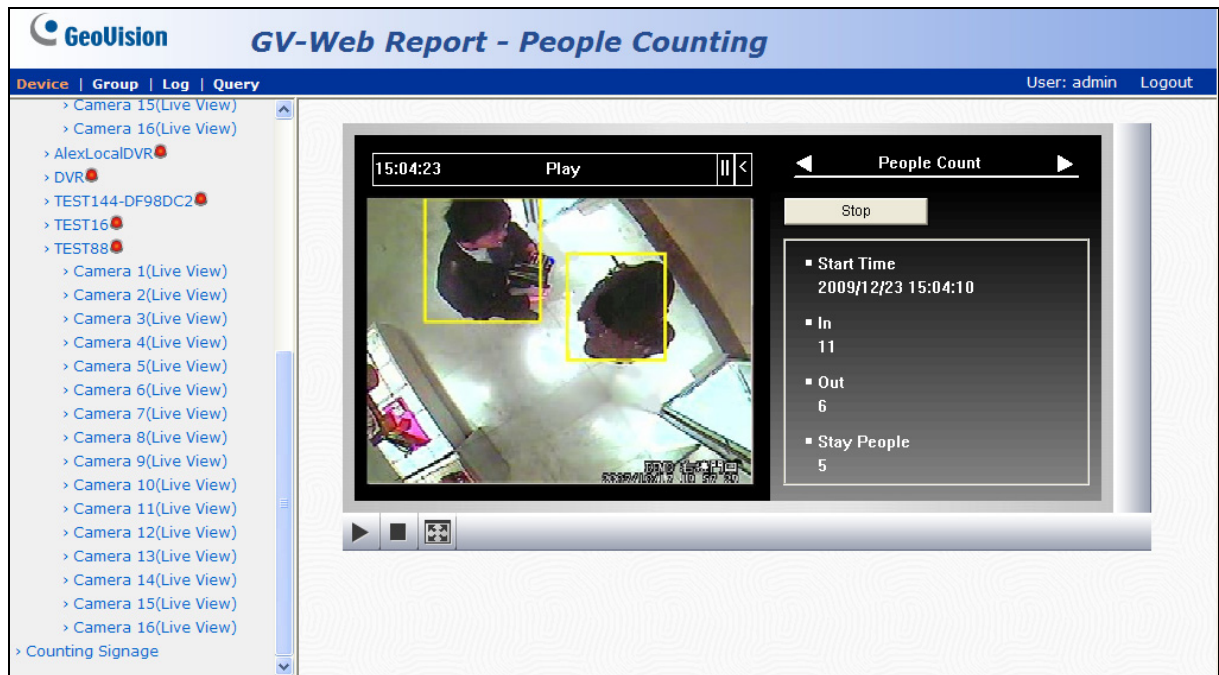 GeoVision
GV-Web Report - People Counting
Device | Group | Log | Query
User: admin Logout
› Camera 15(Live View)
› Camera 16(Live View)
› AlexLocalDVR
› DVR
› TEST144-DF98DC2
› TEST16
› TEST88
› Camera 1(Live View)
› Camera 2(Live View)
› Camera 3(Live View)
› Camera 4(Live View)
› Camera 5(Live View)
› Camera 6(Live View)
› Camera 7(Live View)
› Camera 8(Live View)
› Camera 9(Live View)
› Camera 10(Live View)
› Camera 11(Live View)
› Camera 12(Live View)
› Camera 13(Live View)
› Camera 14(Live View)
› Camera 15(Live View)
› Camera 16(Live View)
› Counting Signage
15:04:23 Play
People Count
Stop
Start Time
2009/12/23 15:04:10
In
11
Out
6
Stay People
5